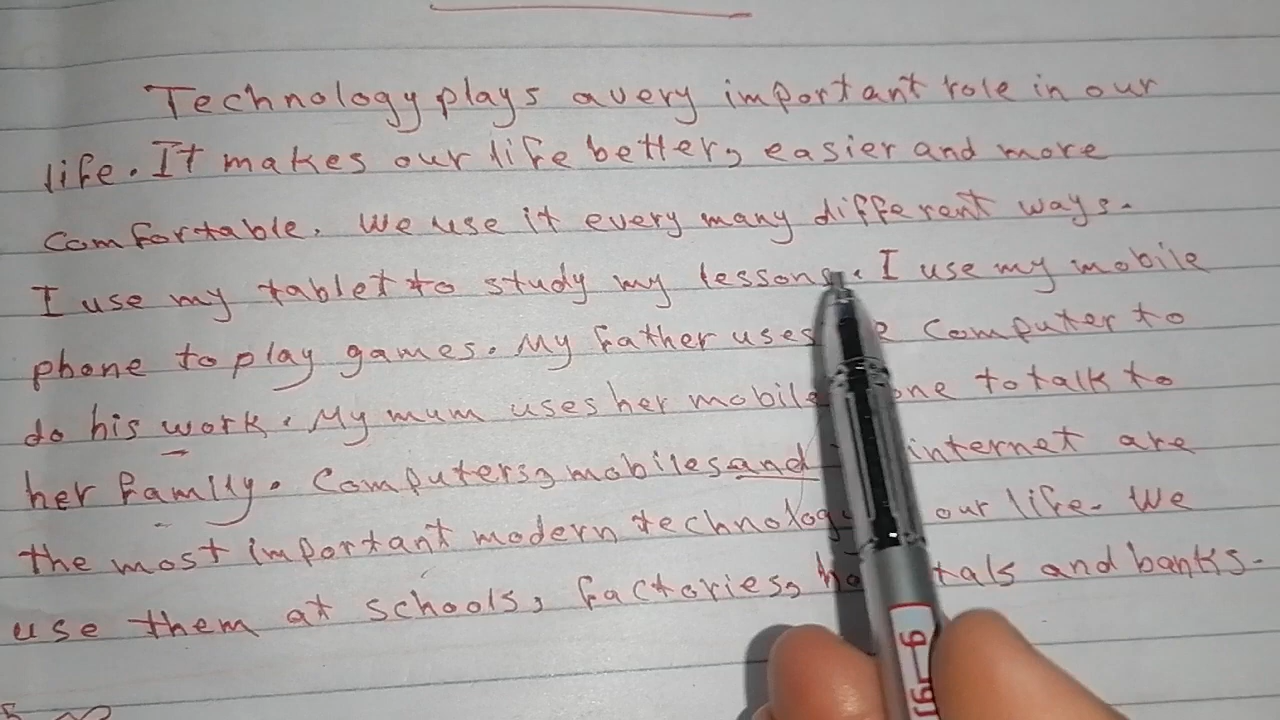 Technology plays a very important role in our
life. It makes our life better, easier and more
comfortable. We use it every many different ways.
I use my tablet to study my lessons. I use my mobile
phone to play games. My father uses computer to
do his work. My mum uses her mobile to talk to
her family. Computers, mobiles and internet are
the most important modern our life. We
use them at schools, factories, and banks.